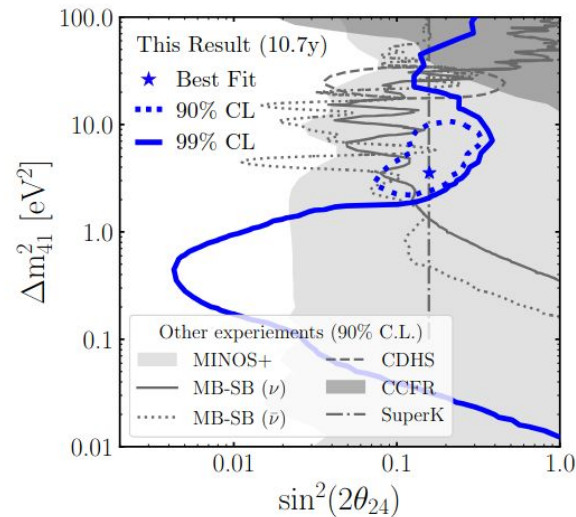 100.0
10.0
1.0
0.1
0.01
Δm²₄₁ [eV²]
This Result (10.7y)
Best Fit
90% CL
99% CL
Other experiements (90% C.L.)
MINOS+
MB-SB (ν)
MB-SB (ν̄)
CDHS
CCFR
SuperK
0.01
0.1
1.0
sin²(2θ₂₄)